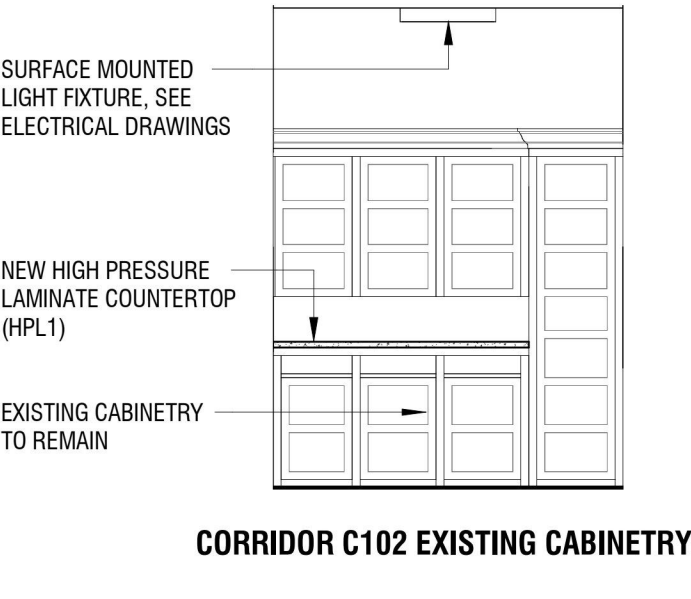 SURFACE MOUNTED
LIGHT FIXTURE, SEE
ELECTRICAL DRAWINGS
NEW HIGH PRESSURE
LAMINATE COUNTERTOP
(HPL1)
EXISTING CABINETRY
TO REMAIN
CORRIDOR C102 EXISTING CABINETRY